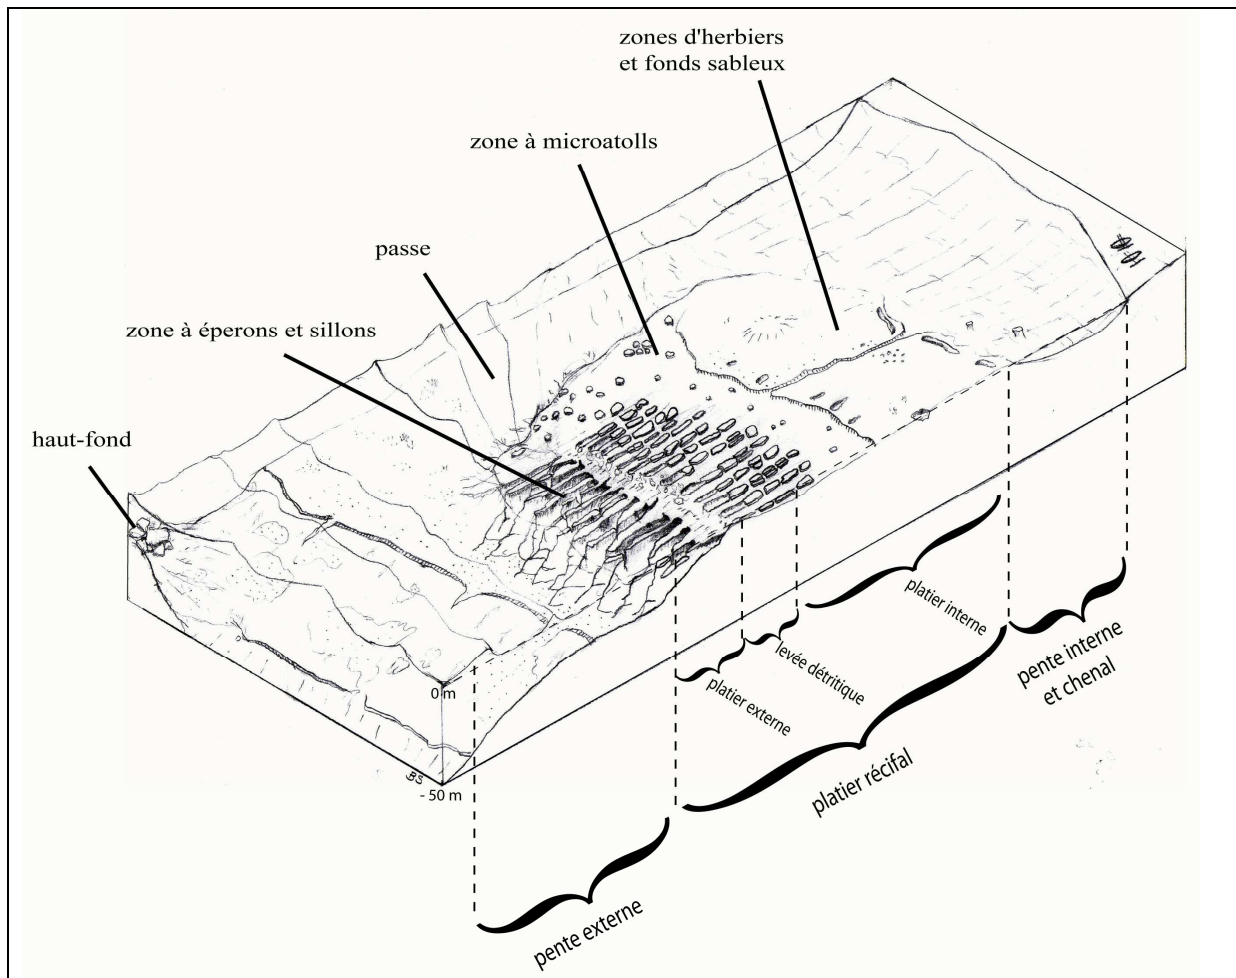 zones d'herbiers
et fonds sableux
zone à microatolls
passe
zone à éperons et sillons
haut-fond
0 m
BS
- 50 m
platier interne
levée détritique
platier externe
pente interne
et chenal
platier récifal
pente externe